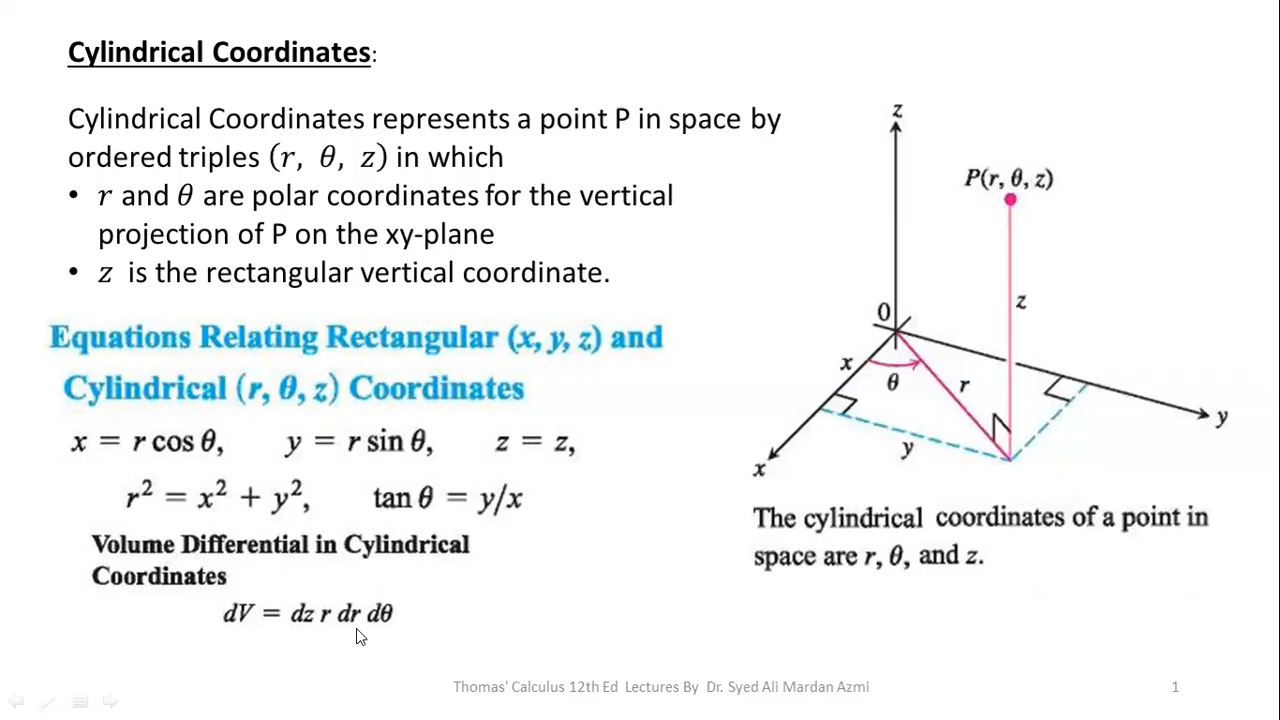 Cylindrical Coordinates:
Cylindrical Coordinates represents a point P in space by
ordered triples (r, θ, z) in which
• r and θ are polar coordinates for the vertical
projection of P on the xy-plane
• z is the rectangular vertical coordinate.
Equations Relating Rectangular (x, y, z) and
Cylindrical (r, θ, z) Coordinates
x = r cos θ, y = r sin θ, z = z,
r² = x² + y², tan θ = y/x
Volume Differential in Cylindrical
Coordinates
dV = dz r dr dθ
z
P(r, θ, z)
z
0
x
θ
r
y
y
x
The cylindrical coordinates of a point in
space are r, θ, and z.
Thomas' Calculus 12th Ed Lectures By Dr. Syed Ali Mardan Azmi
1